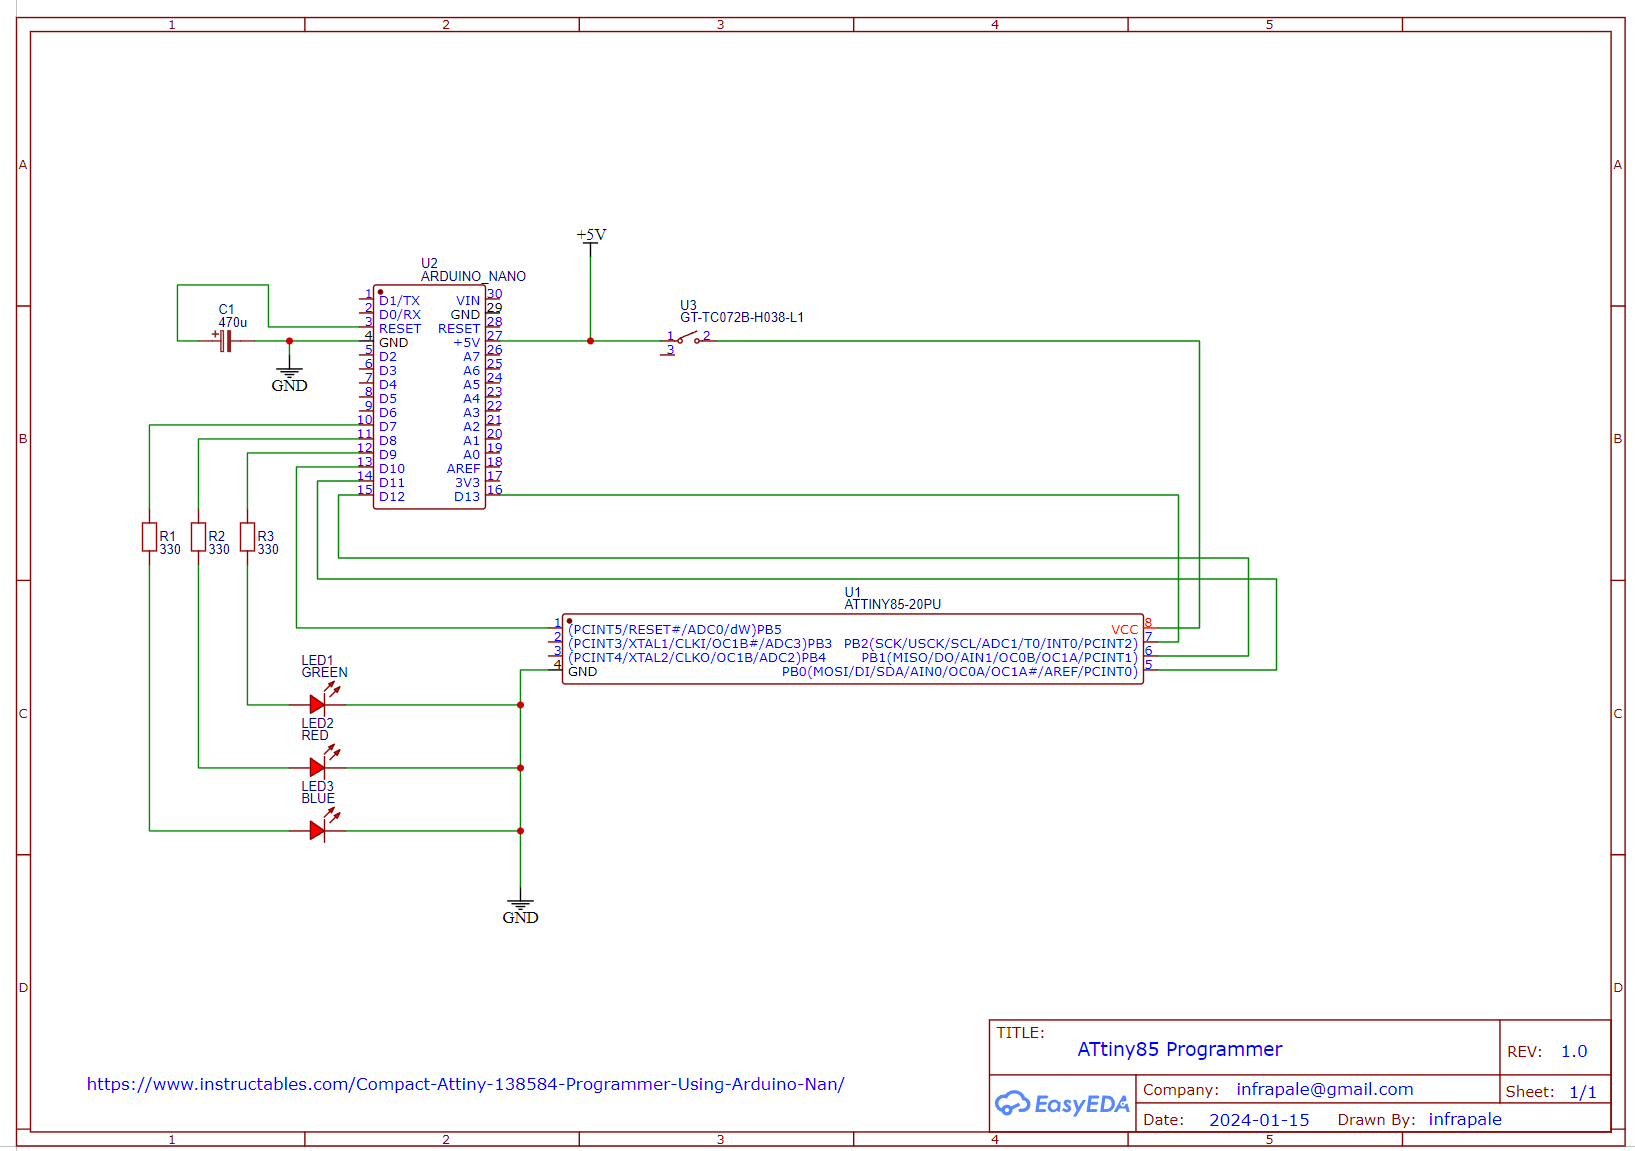 1 2 3 4 5
A A
B B
C C
D D
+5V
U2
ARDUINO_NANO
1 D1/TX VIN 30
2 D0/RX GND 29
3 RESET RESET 28
4 GND +5V 27
5 D2 A7 26
6 D3 A6 25
7 D4 A5 24
8 D5 A4 23
9 D6 A3 22
10 D7 A2 21
11 D8 A1 20
12 D9 A0 19
13 D10 AREF 18
14 D11 3V3 17
15 D12 D13 16
C1
470u
+
GND
U3
GT-TC072B-H038-L1
1 2
3
R1
330
R2
330
R3
330
U1
ATTINY85-20PU
1 (PCINT5/RESET#/ADC0/dW)PB5 VCC 8
2 (PCINT3/XTAL1/CLKI/OC1B#/ADC3)PB3 PB2(SCK/USCK/SCL/ADC1/T0/INT0/PCINT2) 7
3 (PCINT4/XTAL2/CLKO/OC1B/ADC2)PB4 PB1(MISO/DO/AIN1/OC0B/OC1A/PCINT1) 6
4 GND PB0(MOSI/DI/SDA/AIN0/OC0A/OC1A#/AREF/PCINT0) 5
LED1
GREEN
LED2
RED
LED3
BLUE
GND
https://www.instructables.com/Compact-Attiny-138584-Programmer-Using-Arduino-Nan/
TITLE:
ATtiny85 Programmer
REV: 1.0
EasyEDA
Company: infrapale@gmail.com
Sheet: 1/1
Date: 2024-01-15 Drawn By: infrapale
1 2 3 4 5